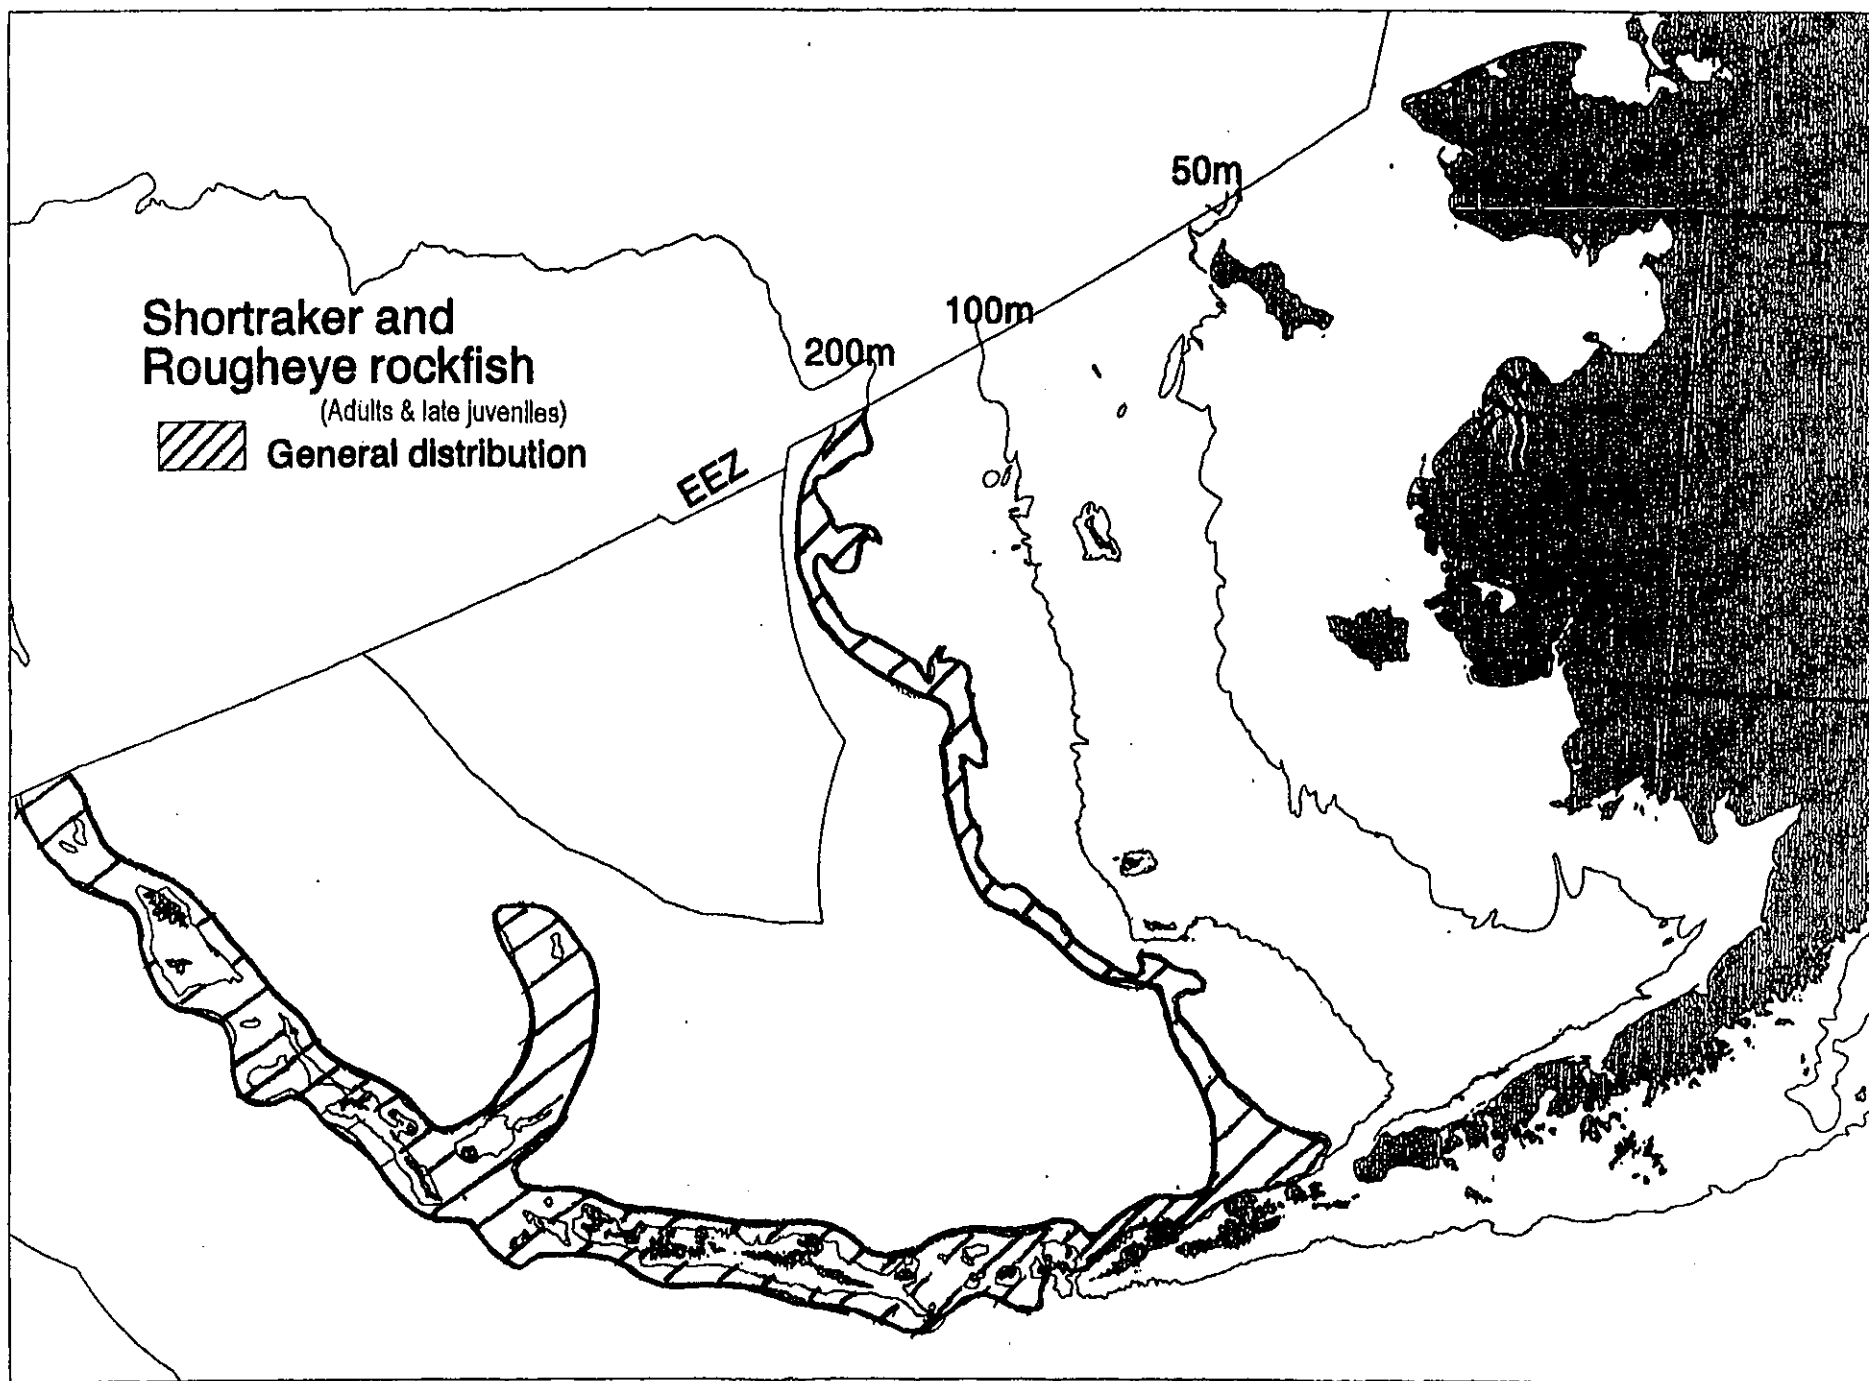 50m
100m
200m
Shortraker and
Rougheye rockfish
(Adults & late juveniles)
General distribution
EEZ